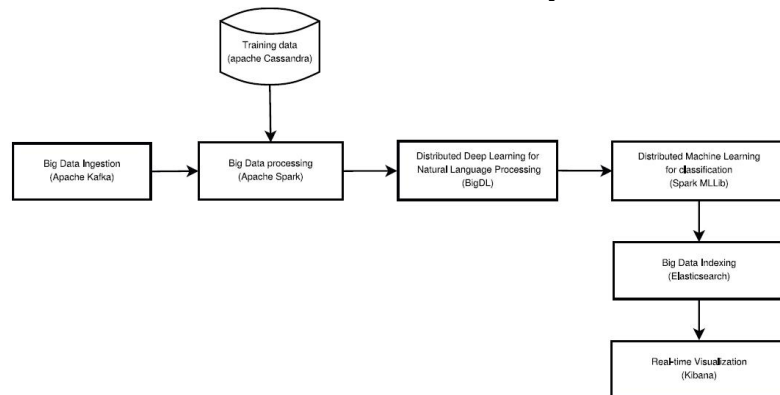 Training data
(apache Cassandra)
Big Data Ingestion
(Apache Kafka)
Big Data processing
(Apache Spark)
Distributed Deep Learning for
Natural Language Processing
(BigDL)
Distributed Machine Learning
for classification
(Spark MLLib)
Big Data Indexing
(Elasticsearch)
Real-time Visualization
(Kibana)